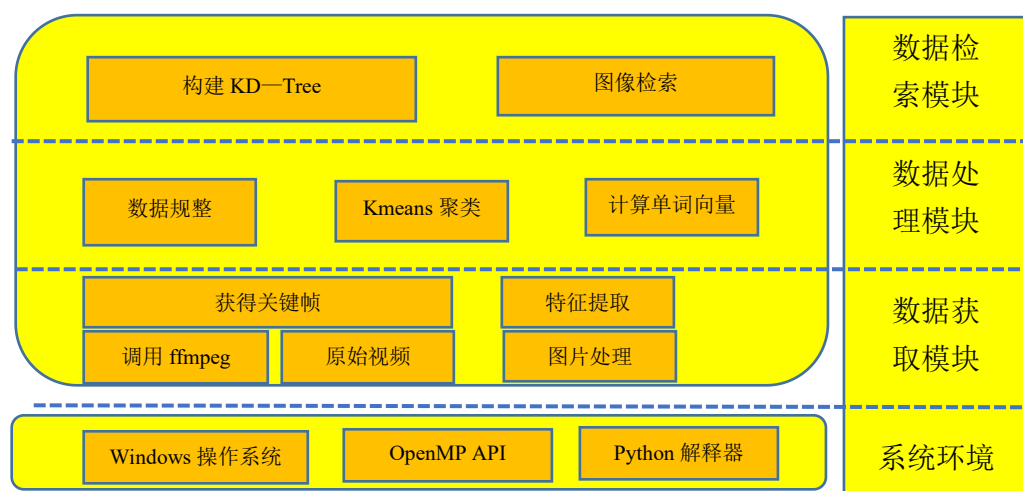 构建 KD—Tree
图像检索
数据检
索模块
数据规整
Kmeans 聚类
计算单词向量
数据处
理模块
获得关键帧
特征提取
调用 ffmpeg
原始视频
图片处理
数据获
取模块
Windows 操作系统
OpenMP API
Python 解释器
系统环境